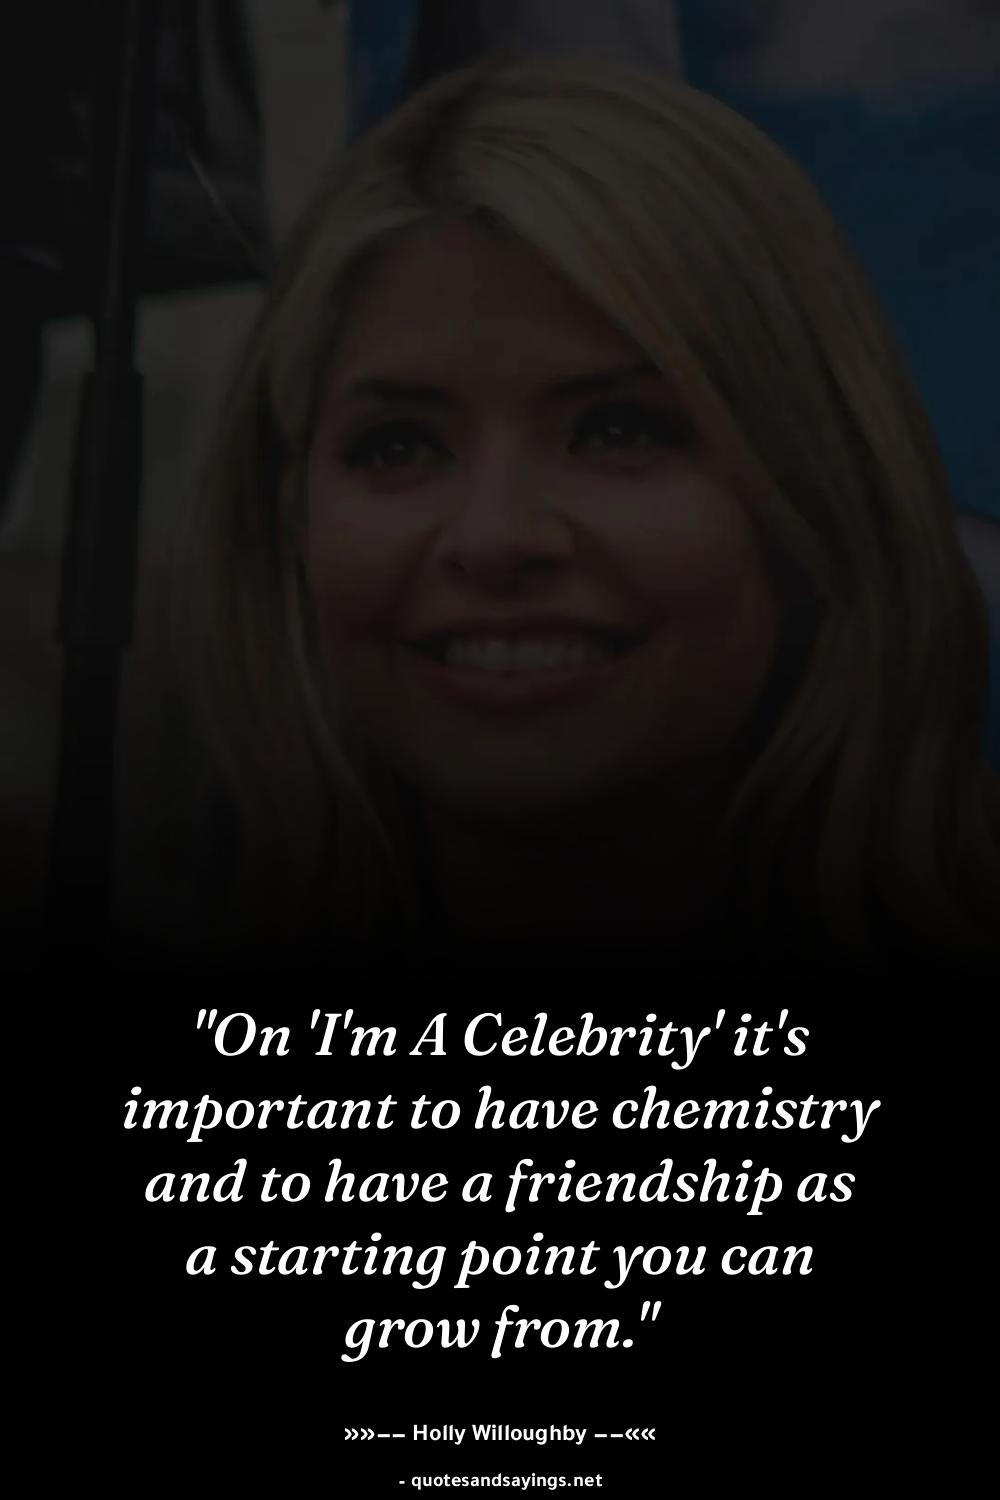 "On 'I'm A Celebrity' it's
important to have chemistry
and to have a friendship as
a starting point you can
grow from."
»»–– Holly Willoughby ––««
- quotesandsayings.net